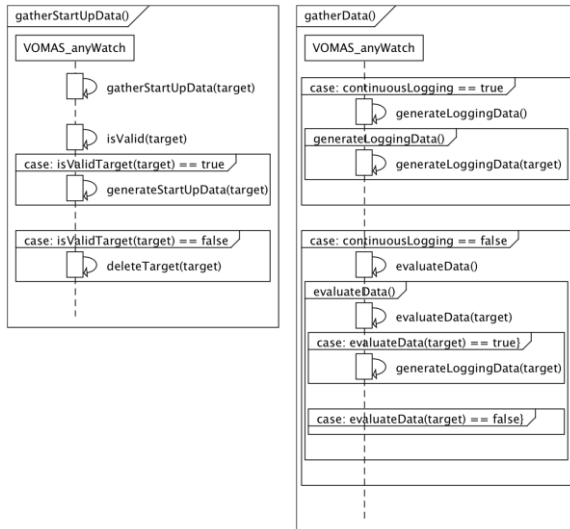 gatherStartUpData()
VOMAS_anyWatch
gatherStartUpData(target)
isValid(target)
case: isValidTarget(target) == true
generateStartUpData(target)
case: isValidTarget(target) == false
deleteTarget(target)
gatherData()
VOMAS_anyWatch
case: continuousLogging == true
generateLoggingData()
generateLoggingData()
generateLoggingData(target)
case: continuousLogging == false
evaluateData()
evaluateData()
evaluateData(target)
case: evaluateData(target) == true}
generateLoggingData(target)
case: evaluateData(target) == false}